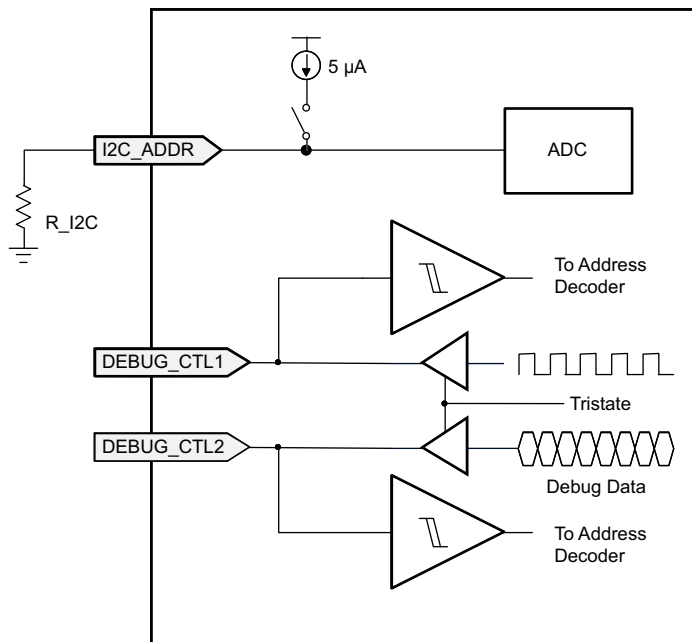 5 µA
I2C_ADDR
ADC
R_I2C
To Address
Decoder
DEBUG_CTL1
Tristate
DEBUG_CTL2
Debug Data
To Address
Decoder